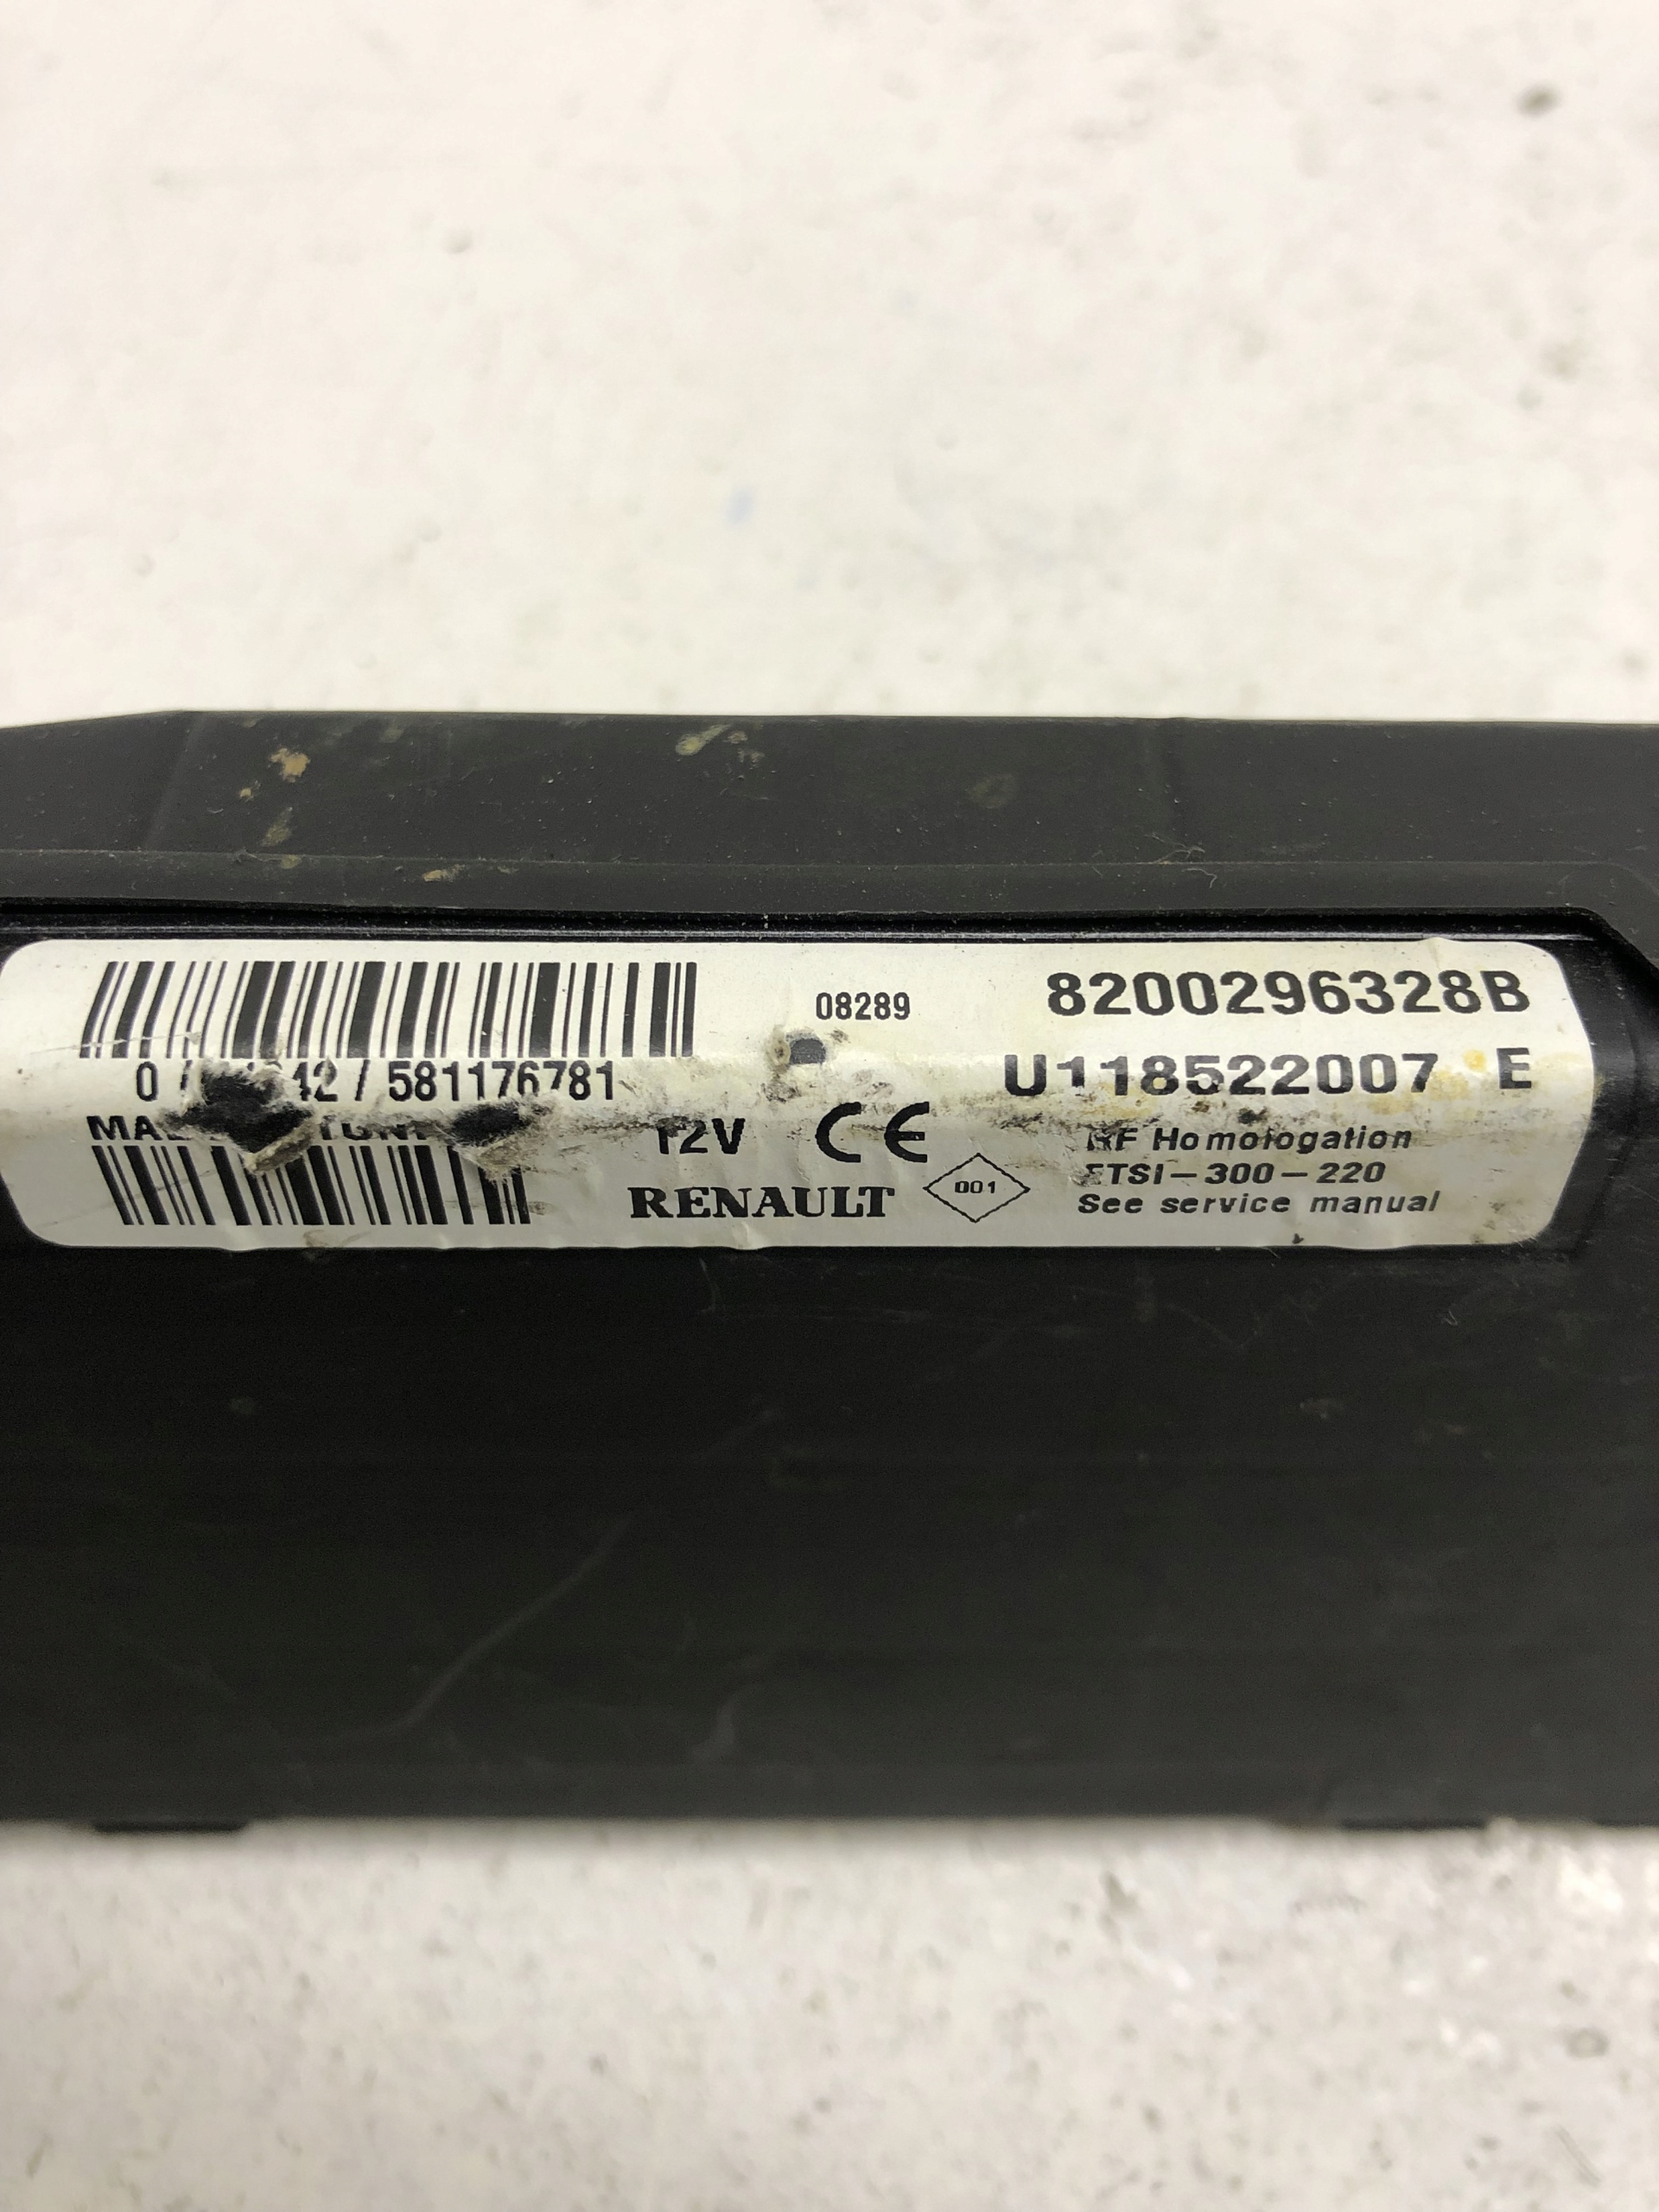 08289
8200296328B
/ 581176781
U118522007 E
12V CE
RF Homologation
ETSI-300-220
RENAULT 001
See service manual